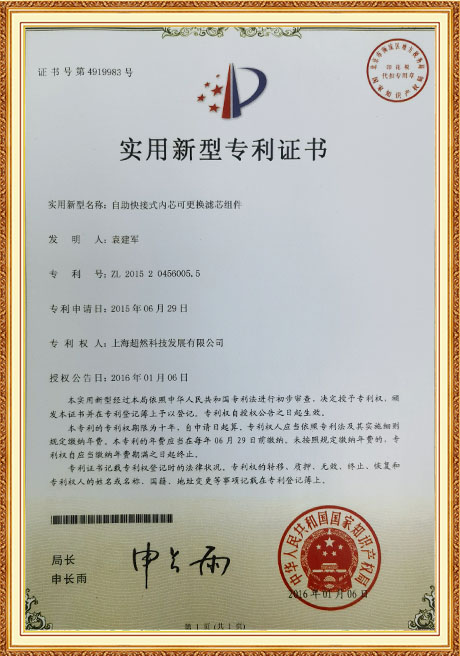 证书号第4919983号
印花税
代扣专用章
国家知识产权局
实用新型专利证书
实用新型名称：自动快接式内芯可更换滤芯组件
发明人：袁建军
专利号：ZL 2015 2 0456005.5
专利申请日：2015年06月29日
专利权人：上海超然科技发展有限公司
授权公告日：2016年01月06日
本实用新型经过本局依照中华人民共和国专利法进行初步审查，决定授予专利权，颁
发本证书并在专利登记簿上予以登记。专利权自授权公告之日起生效。
本专利的专利权期限为十年，自申请日起算。专利权人应当依照专利法及其实施细则
规定缴纳年费。本专利的年费应当在每年06月29日前缴纳。未按照规定缴纳年费的，专
利权自应当缴纳年费期满之日起终止。
专利证书记载专利权登记时的法律状况。专利权的转移、质押、无效、终止、恢复和
专利权人的姓名或名称、国籍、地址变更等事项记载在专利登记簿上。
局长
申长雨
申长雨
中华人民共和国国家知识产权局
2016年01月06日
第1页(共1页)